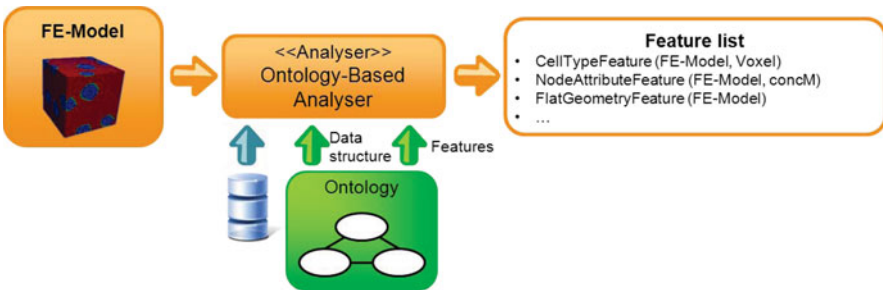 FE-Model
<<Analyser>>
Ontology-Based
Analyser
Feature list
• CellTypeFeature (FE-Model, Voxel)
• NodeAttributeFeature (FE-Model, concM)
• FlatGeometryFeature (FE-Model)
• ...
Data
structure
Features
Ontology